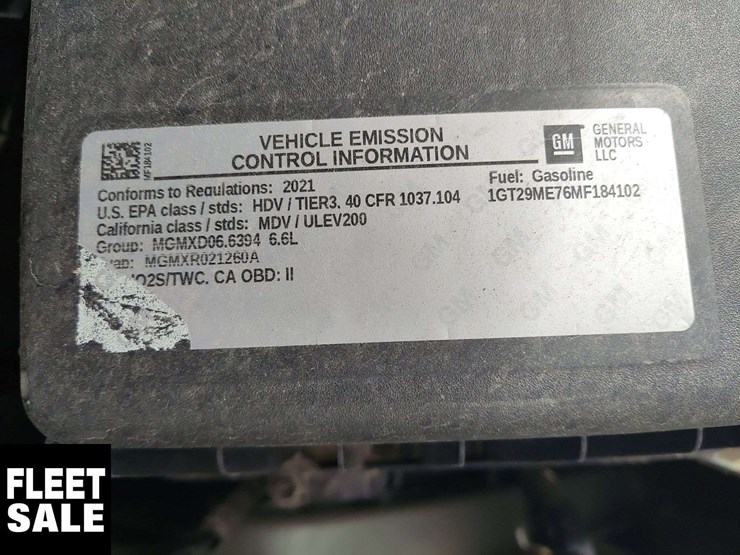 MF184102
VEHICLE EMISSION
CONTROL INFORMATION
GM
GENERAL
MOTORS
LLC
Conforms to Regulations: 2021
Fuel: Gasoline
U.S. EPA class / stds: HDV / TIER3, 40 CFR 1037.104
1GT29ME76MF184102
California class / stds: MDV / ULEV200
Group: MGMXD06.6394 6.6L
MGMXR021260A
HO2S/TWC, CA OBD: II
FLEET
SALE